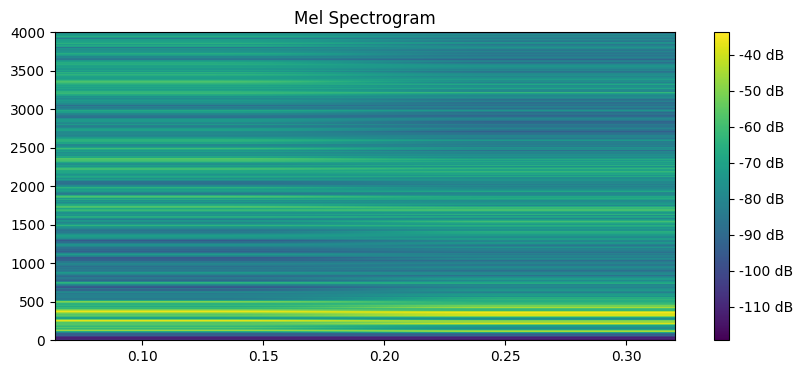 Mel Spectrogram
4000
3500
3000
2500
2000
1500
1000
500
0
0.10 0.15 0.20 0.25 0.30
-40 dB
-50 dB
-60 dB
-70 dB
-80 dB
-90 dB
-100 dB
-110 dB